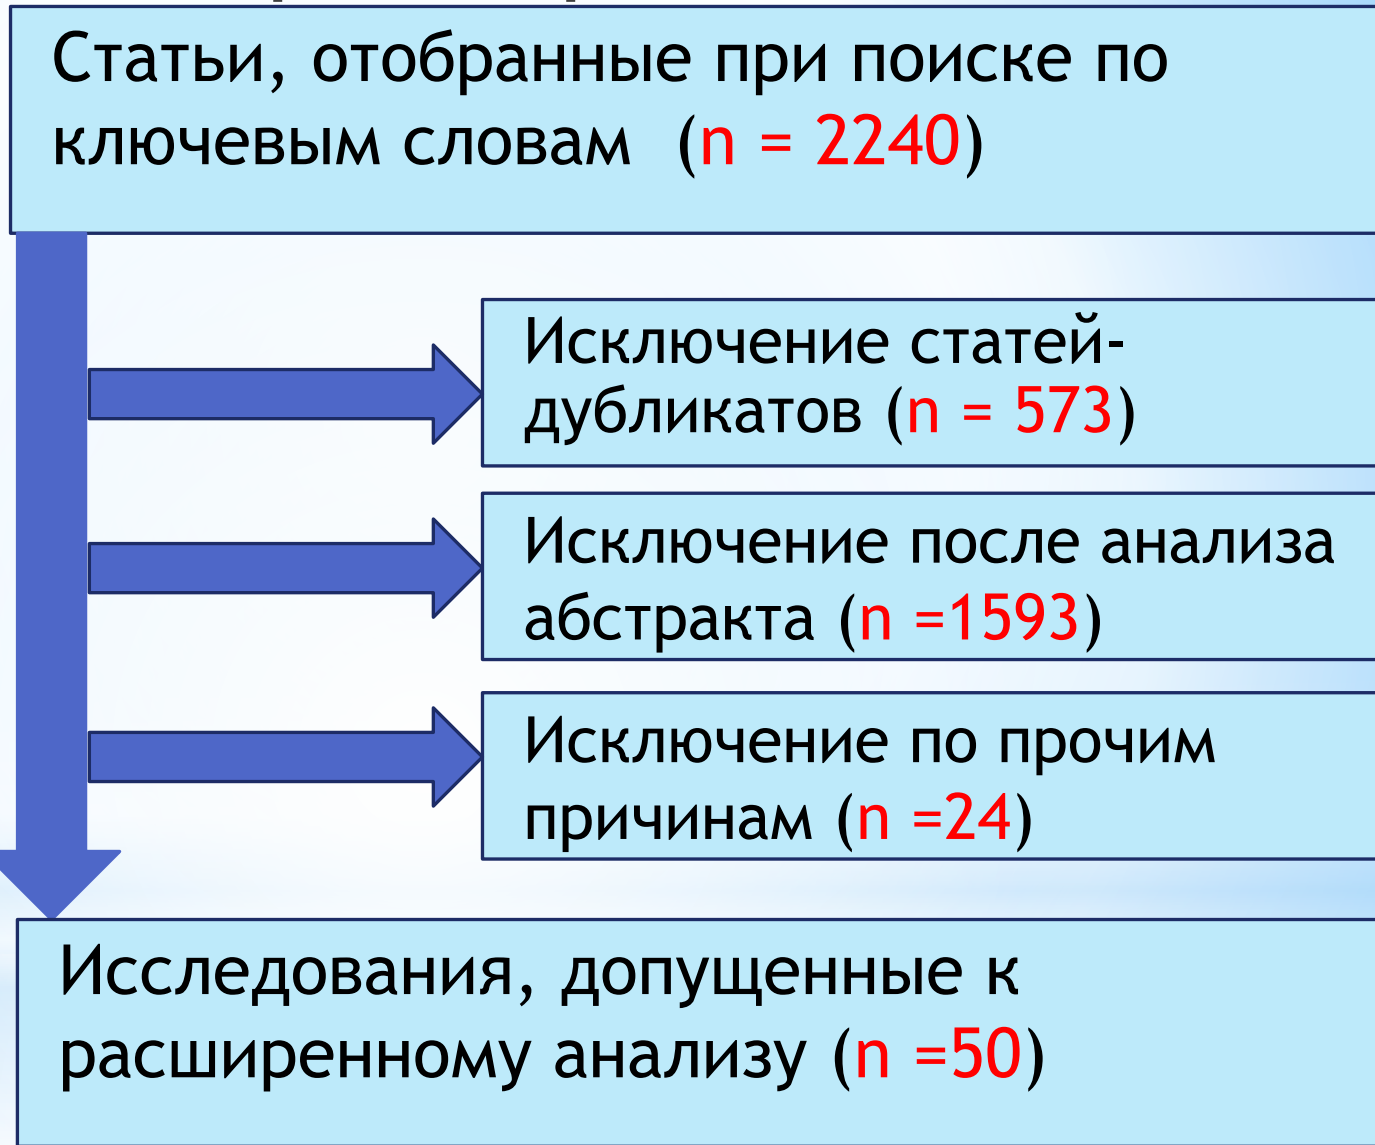 Статьи, отобранные при поиске по
ключевым словам (n = 2240)
Исключение статей-
дубликатов (n = 573)
Исключение после анализа
абстракта (n =1593)
Исключение по прочим
причинам (n =24)
Исследования, допущенные к
расширенному анализу (n =50)